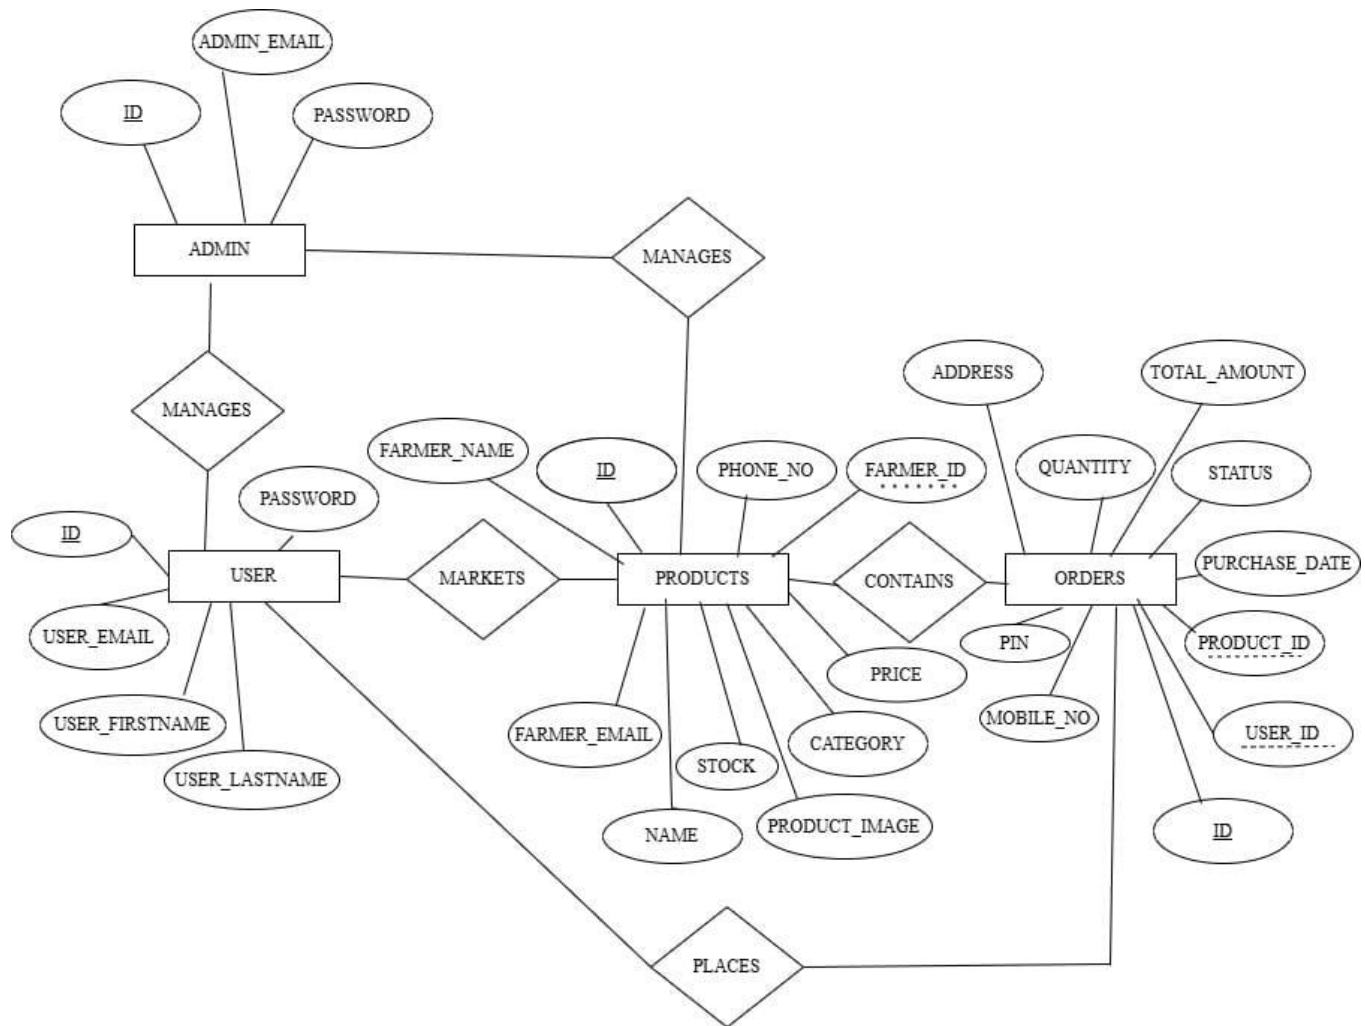 ADMIN_EMAIL
ID
PASSWORD
ADMIN
MANAGES
MANAGES
ADDRESS
TOTAL_AMOUNT
FARMER_NAME
ID
PHONE_NO
FARMER_ID
QUANTITY
STATUS
PASSWORD
ID
USER
MARKETS
PRODUCTS
CONTAINS
ORDERS
PURCHASE_DATE
USER_EMAIL
PIN
PRODUCT_ID
PRICE
USER_FIRSTNAME
FARMER_EMAIL
CATEGORY
MOBILE_NO
USER_ID
USER_LASTNAME
STOCK
NAME
PRODUCT_IMAGE
ID
PLACES